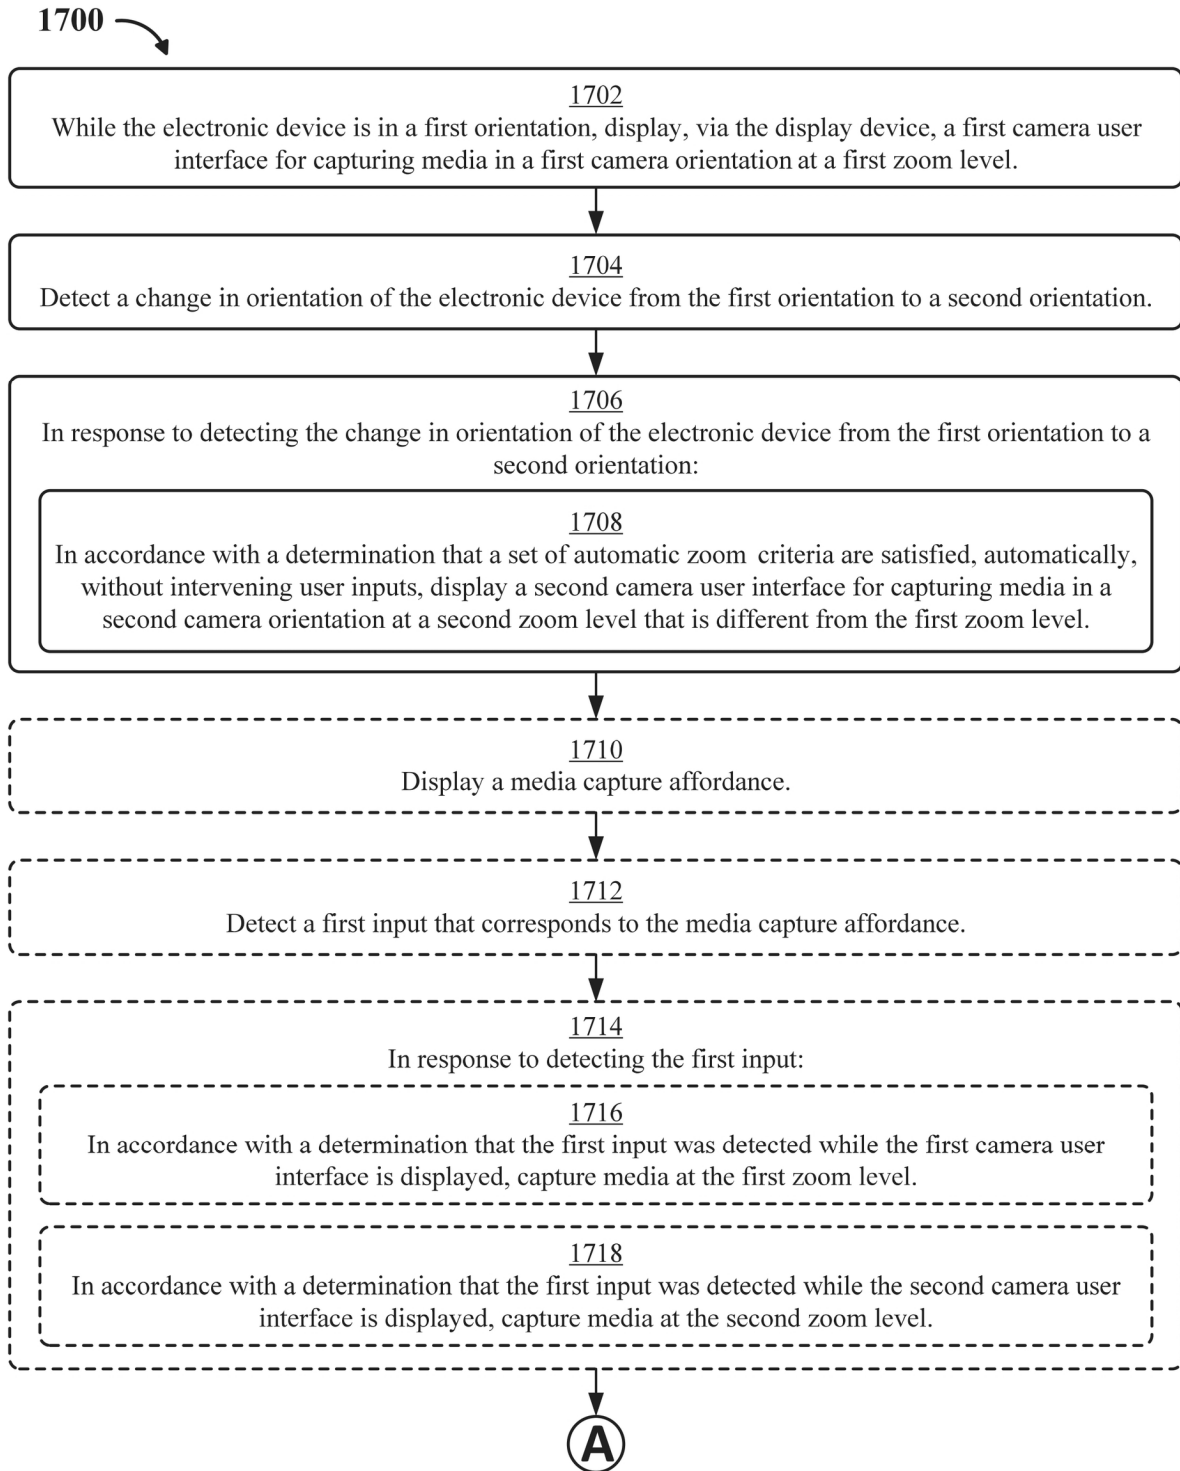 1700
1702
While the electronic device is in a first orientation, display, via the display device, a first camera user
interface for capturing media in a first camera orientation at a first zoom level.
1704
Detect a change in orientation of the electronic device from the first orientation to a second orientation.
1706
In response to detecting the change in orientation of the electronic device from the first orientation to a
second orientation:
1708
In accordance with a determination that a set of automatic zoom criteria are satisfied, automatically,
without intervening user inputs, display a second camera user interface for capturing media in a
second camera orientation at a second zoom level that is different from the first zoom level.
1710
Display a media capture affordance.
1712
Detect a first input that corresponds to the media capture affordance.
1714
In response to detecting the first input:
1716
In accordance with a determination that the first input was detected while the first camera user
interface is displayed, capture media at the first zoom level.
1718
In accordance with a determination that the first input was detected while the second camera user
interface is displayed, capture media at the second zoom level.
A